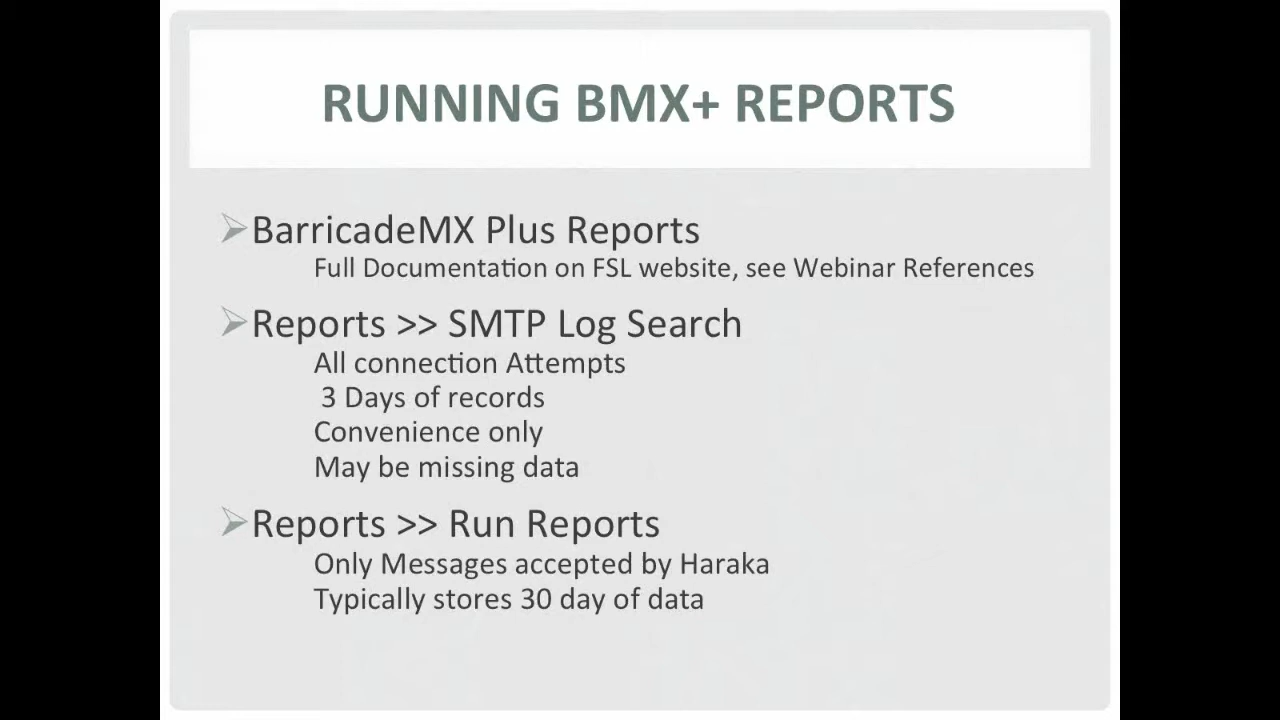 RUNNING BMX+ REPORTS
BarricadeMX Plus Reports
Full Documentation on FSL website, see Webinar References
Reports >> SMTP Log Search
All connection Attempts
3 Days of records
Convenience only
May be missing data
Reports >> Run Reports
Only Messages accepted by Haraka
Typically stores 30 day of data